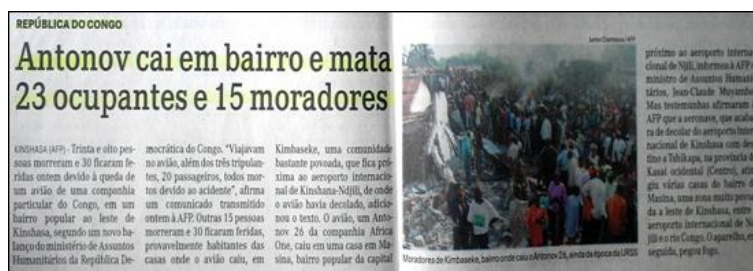 REPÚBLICA DO CONGO
Antonov cai em bairro e mata
23 ocupantes e 15 moradores
KINSHASA (AFP) - Trinta e oito pes-
soas morreram e 30 ficaram fe-
ridas ontem devido à queda de
um avião de uma companhia
particular do Congo, em um
bairro popular ao leste de
Kinshasa, segundo um novo ba-
lanço do ministério de Assuntos
Humanitários da República De-
mocrática do Congo. "Viajavam
no avião, além dos três tripulan-
tes, 20 passageiros, todos mor-
tos devido ao acidente", afirma
um comunicado transmitido
ontem à AFP. Outras 15 pessoas
morreram e 30 ficaram feridas,
provavelmente habitantes das
casas onde o avião caiu, em
Kimbaseke, uma comunidade
bastante povoada, que fica pró-
xima ao aeroporto internacio-
nal de Kinshana-Ndjili, de onde
o avião havia decolado, adicio-
nou o texto. O avião, um Anto-
nov 26 da companhia Africa
One, caiu em uma casa em Ma-
sina, bairro popular da capital
/ AFP
Moradores de Kimbaseke, bairro onde caiu o Antonov 26, ainda da época da URSS
próximo ao aeroporto interna-
cional de Njili, informou à AFP o
ministro de Assuntos Humani-
tários, Jean-Claude Muyambo.
Mas testemunhas afirmaram à
AFP que a aeronave, que acaba-
ra de decolar do aeroporto inter-
nacional de Kinshasa com des-
tino a Tshikapa, na província de
Kasai ocidental (Centro), atin-
giu várias casas do bairro de
Masina, uma zona muito povoa-
da a leste de Kinshasa, entre o
aeroporto internacional de N
jili e o rio Congo. O aparelho, em
seguida, pegou fogo.